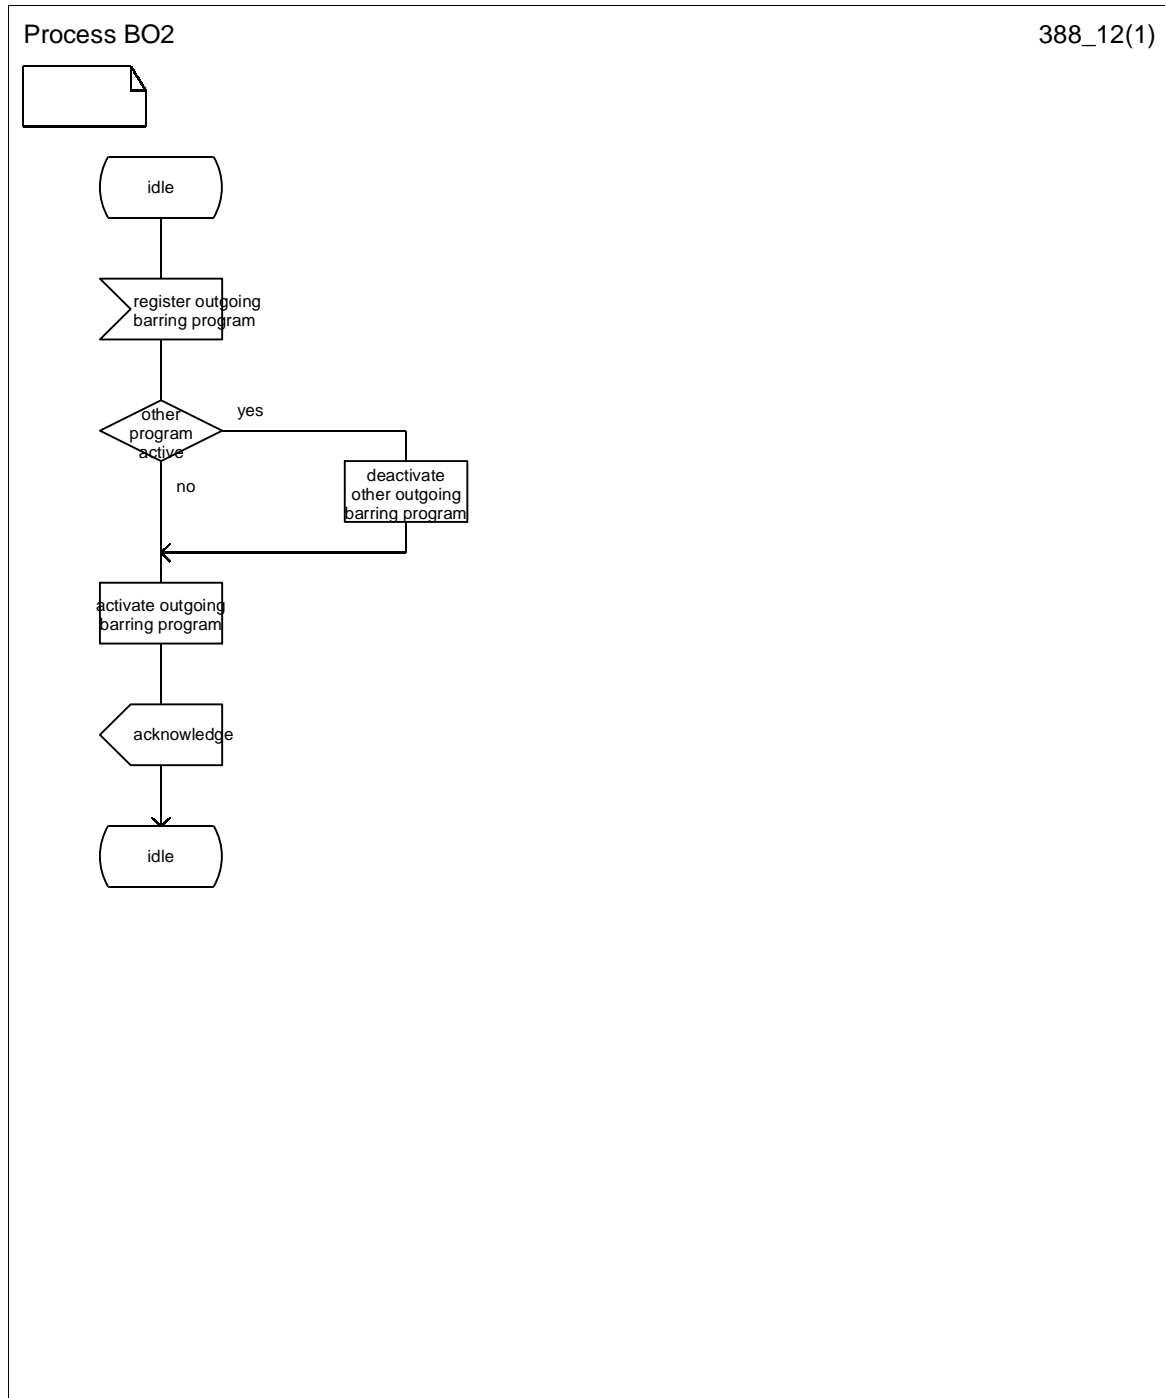 Process BO2
388_12(1)
idle
register outgoing
barring program
other
program
active
yes
no
deactivate
other outgoing
barring program
activate outgoing
barring program
acknowledge
idle